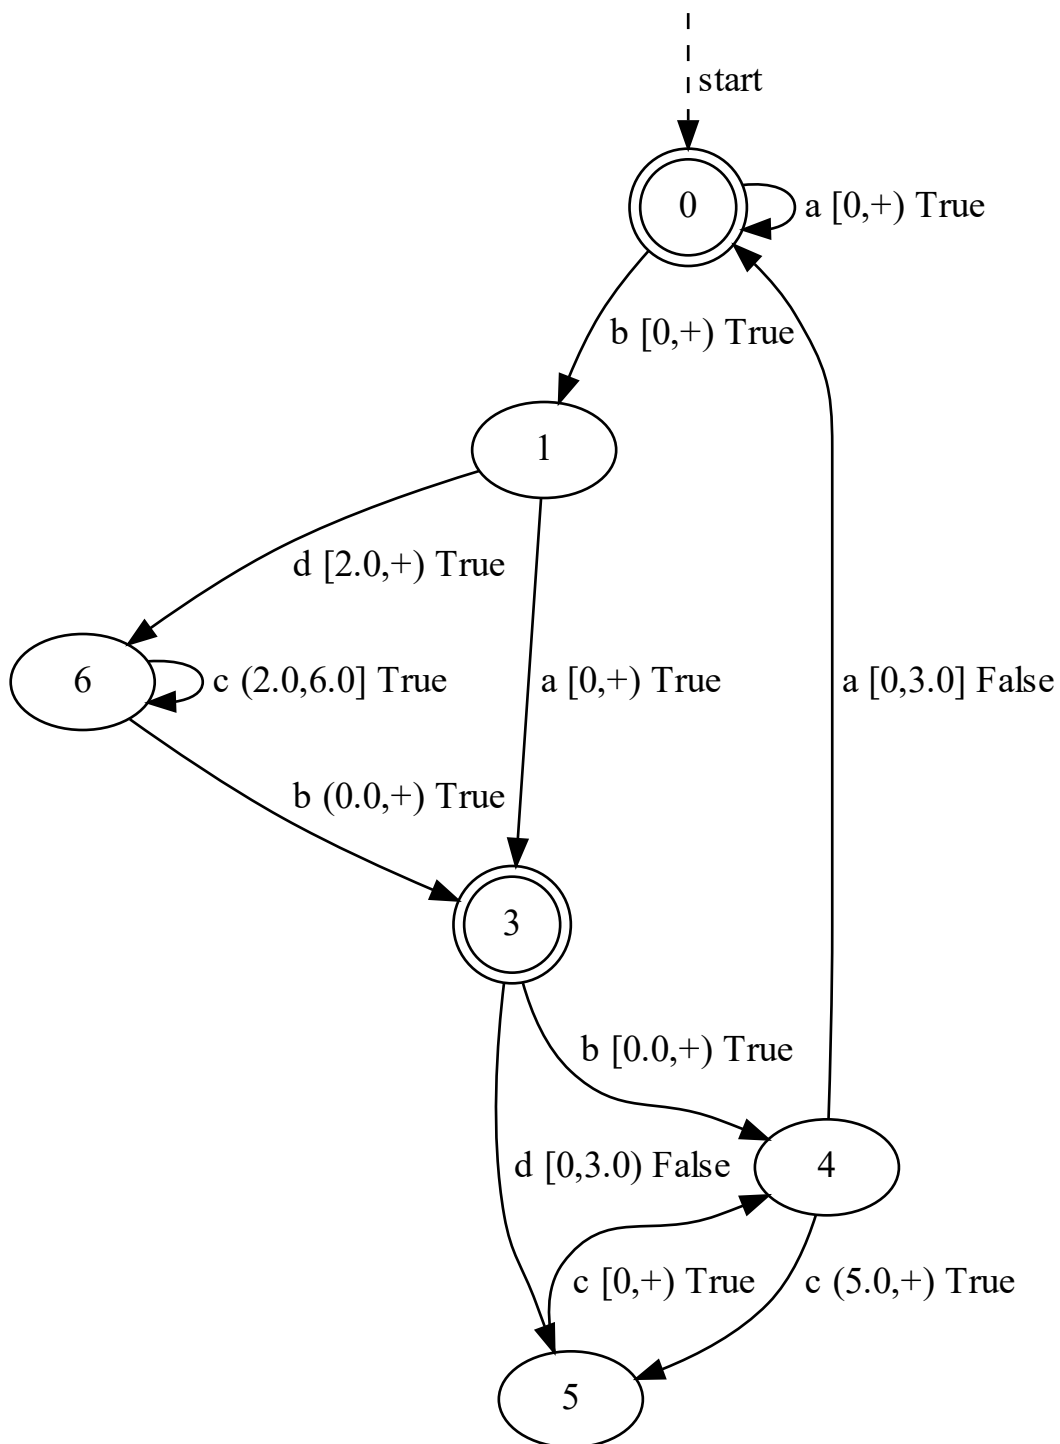 start
0
a [0,+) True
b [0,+) True
1
d [2.0,+) True
6
c (2.0,6.0] True
a [0,+) True
a [0,3.0] False
b (0.0,+) True
3
b [0.0,+) True
d [0,3.0) False
4
c [0,+) True
c (5.0,+) True
5